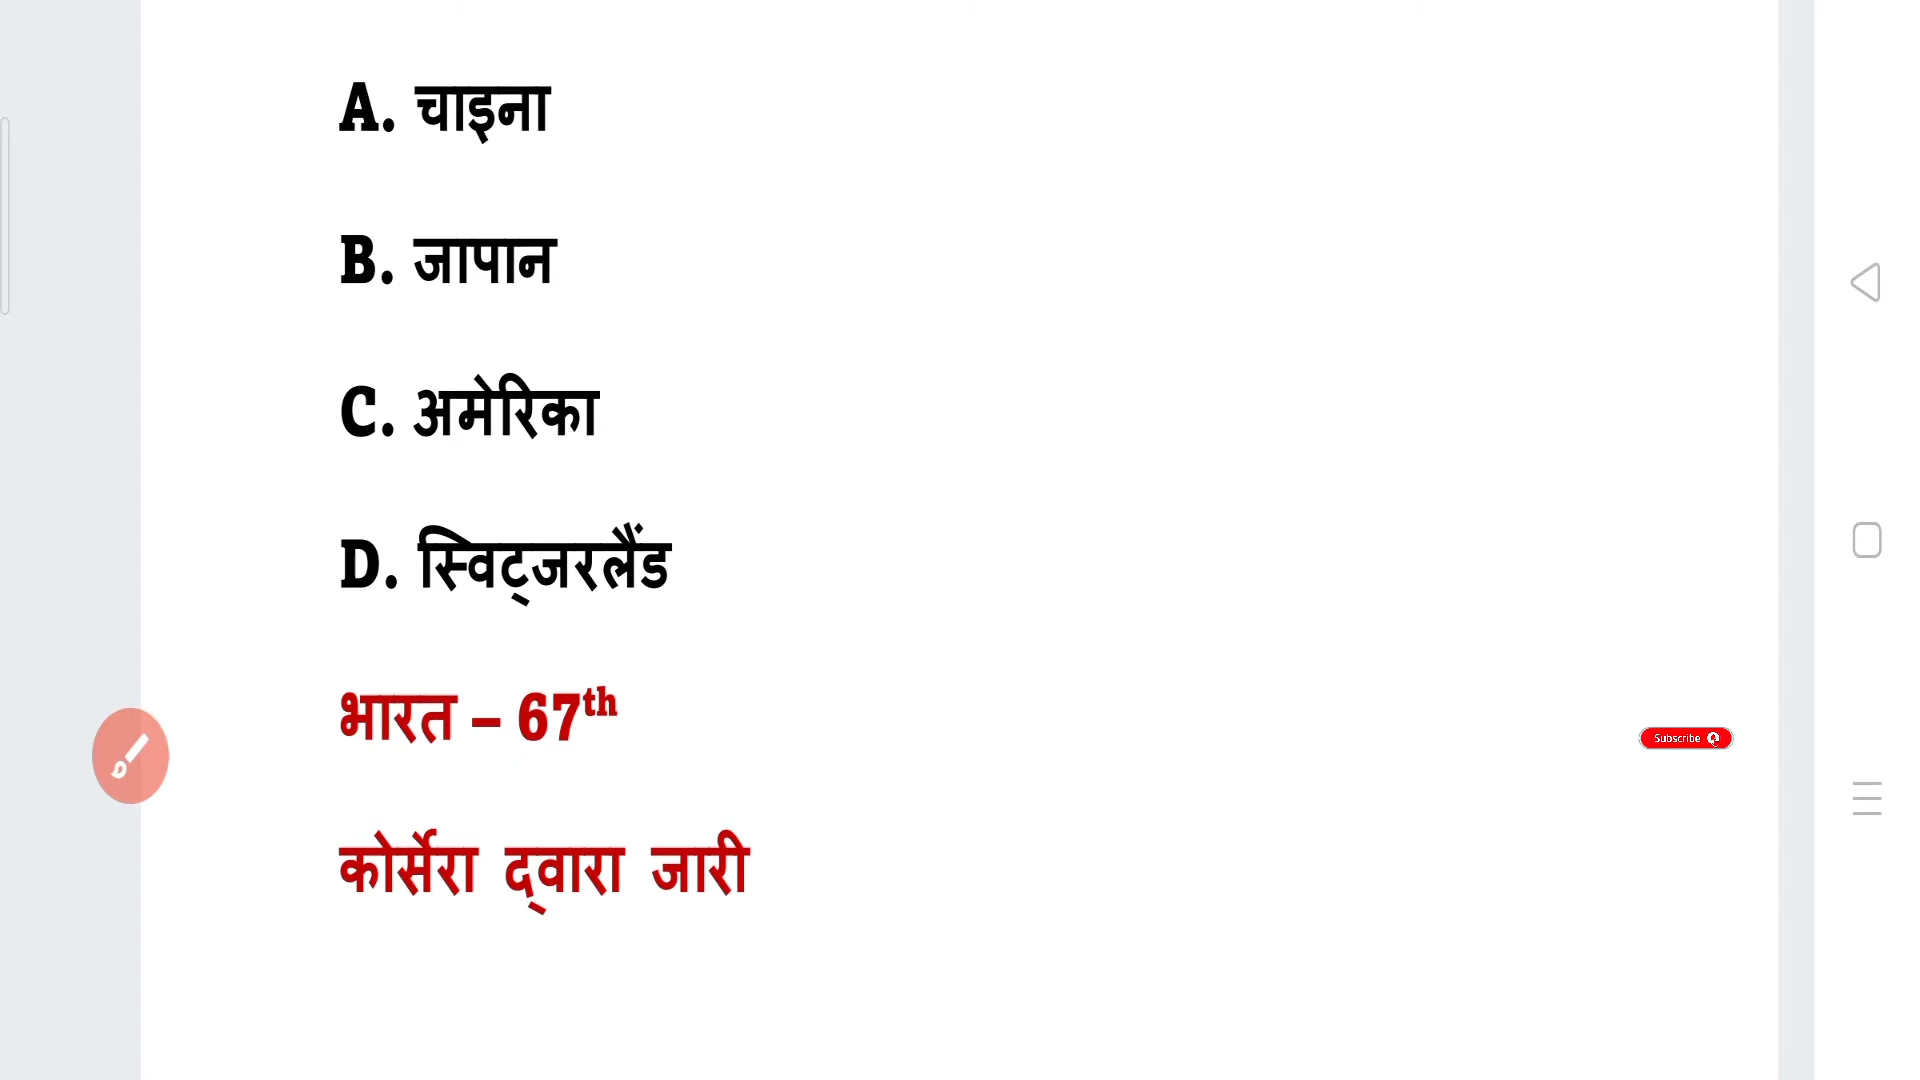 A. चाइना
B. जापान
C. अमेरिका
D. स्विट्जरलैंड
भारत – 67th
Subscribe
कोर्सेरा द्वारा जारी